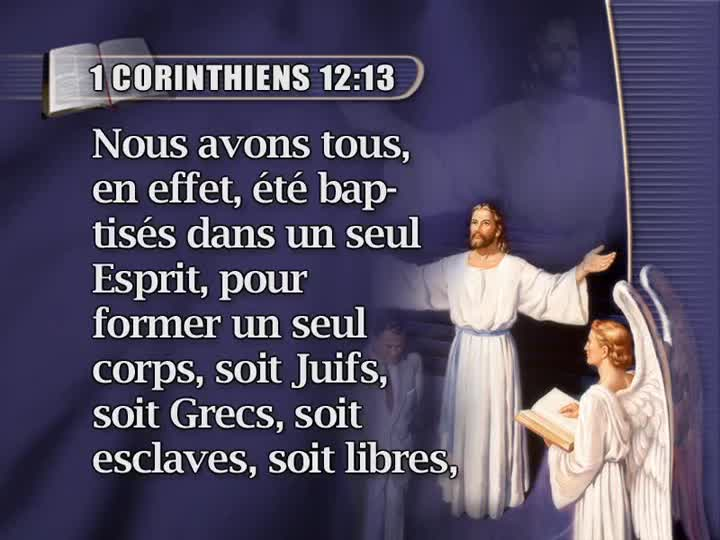 1 CORINTHIENS 12:13
Nous avons tous,
en effet, été bap-
tisés dans un seul
Esprit, pour
former un seul
corps, soit Juifs,
soit Grecs, soit
esclaves, soit libres,